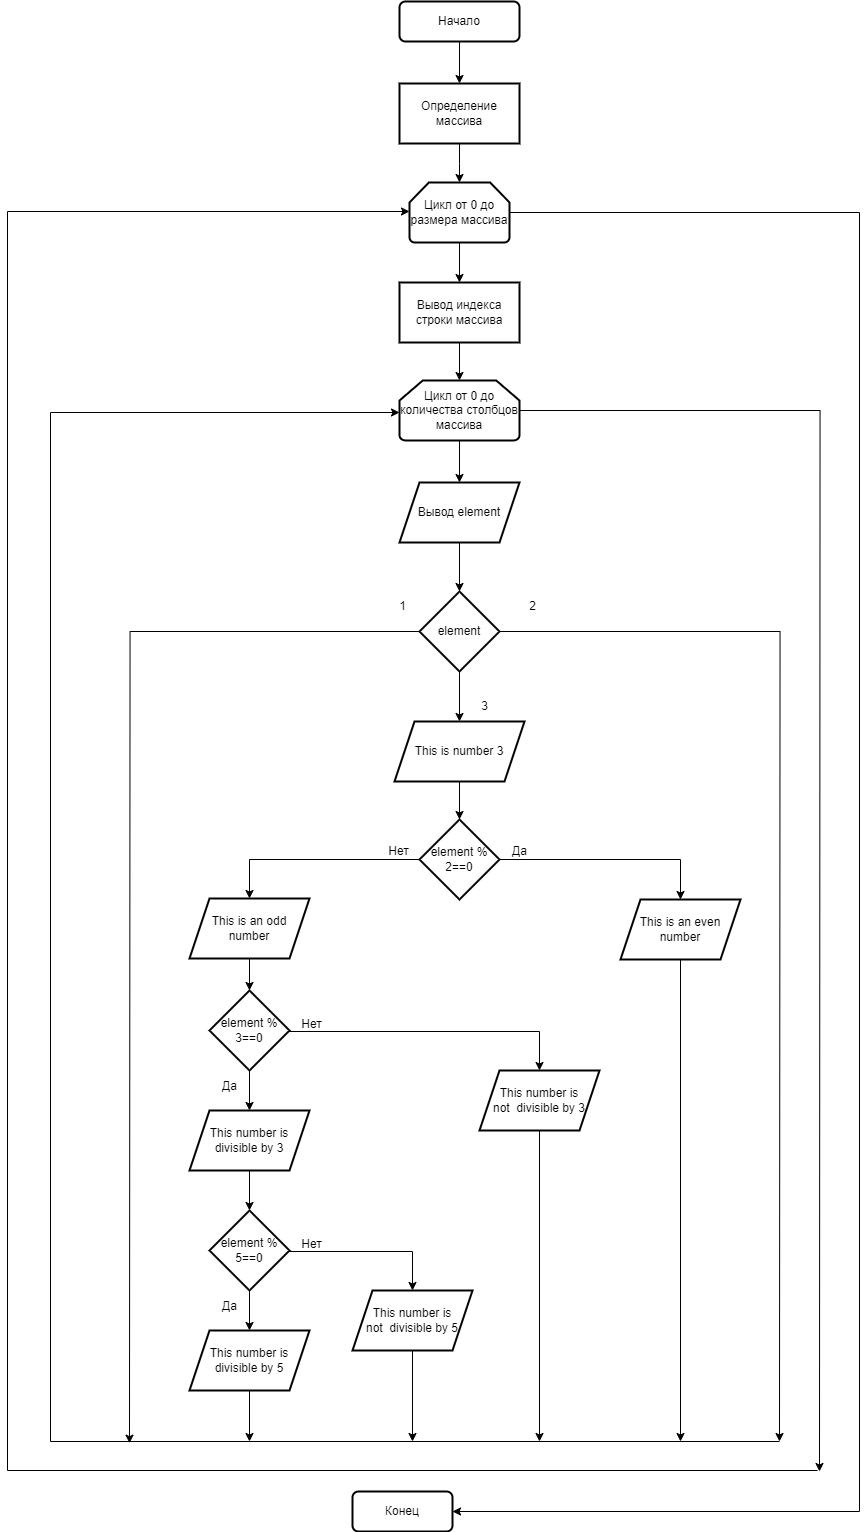 Начало
Определение
массива
Цикл от 0 до
размера массива
Вывод индекса
строки массива
Цикл от 0 до
количества столбцов
массива
Вывод element
1
2
element
3
This is number 3
Нет
element %
2==0
Да
This is an odd
number
This is an even
number
element %
3==0
Нет
Да
This number is
not divisible by 3
This number is
divisible by 3
element %
5==0
Нет
Да
This number is
not divisible by 5
This number is
divisible by 5
Конец